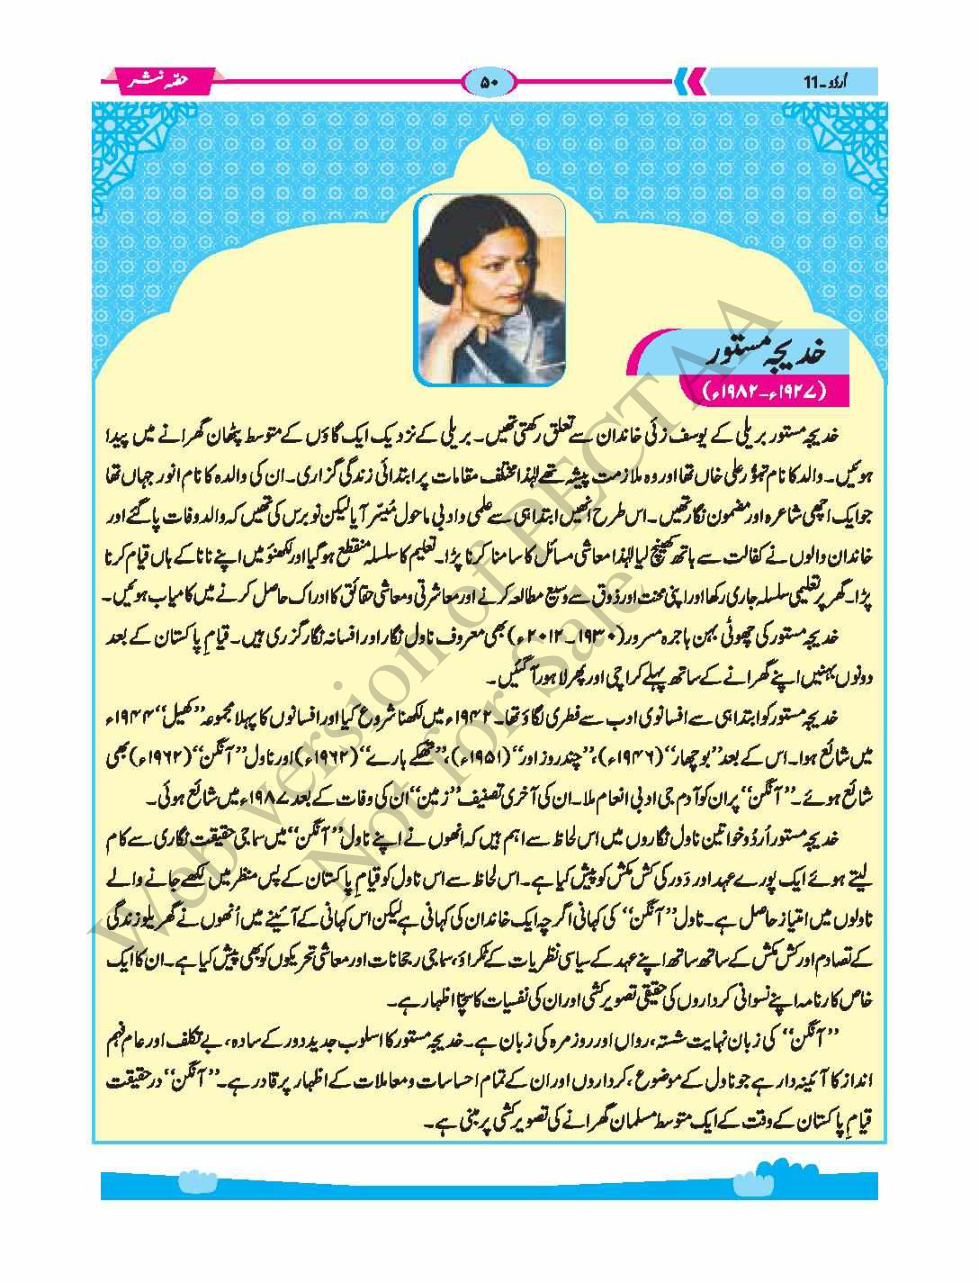 اُردُو۔11
۵۰
حصّہ نشر
خدیجہ مستور
(۱۹۲۷ء۔۱۹۸۲ء)
خدیجہ مستور بریلی کے یوسف زئی خاندان سے تعلق رکھتی تھیں۔ بریلی کے نزدیک ایک گاؤں کے متوسط پٹھان گھرانے میں پیدا
ہوئیں۔ والد کا نام تہوّر علی خاں تھا اور وہ ملازمت پیشہ تھے لہٰذا مختلف مقامات پر ابتدائی زندگی گزاری۔ ان کی والدہ کا نام انور جہاں تھا
جو ایک اچھی شاعرہ اور مضمون نگار تھیں۔ اس طرح انھیں ابتدا ہی سے علمی و ادبی ماحول مُیسّر آیا لیکن نو برس کی تھیں کہ والد وفات پا گئے اور
خاندان والوں نے کفالت سے ہاتھ کھینچ لیا لہٰذا معاشی مسائل کا سامنا کرنا پڑا۔ تعلیم کا سلسلہ منقطع ہو گیا اور لکھنؤ میں اپنے نانا کے ہاں قیام کرنا
پڑا۔ گھر پر تعلیمی سلسلہ جاری رکھا اور اپنی محنت اور ذوق سے وسیع مطالعہ کرنے اور معاشرتی و معاشی حقائق کا ادراک حاصل کرنے میں کامیاب ہوئیں۔
خدیجہ مستور کی چھوٹی بہن ہاجرہ مسرور (۱۹۳۰۔۲۰۱۲ء) بھی معروف ناول نگار اور افسانہ نگار گزری ہیں۔ قیامِ پاکستان کے بعد
دونوں بہنیں اپنے گھرانے کے ساتھ پہلے کراچی اور پھر لاہور آ گئیں۔
خدیجہ مستور کو ابتدا ہی سے افسانوی ادب سے فطری لگاؤ تھا۔ ۱۹۴۲ء میں لکھنا شروع کیا اور افسانوں کا پہلا مجموعہ ’’کھیل‘‘ ۱۹۴۴ء
میں شائع ہوا۔ اس کے بعد ’’بوچھار‘‘ (۱۹۴۶ء)، ’’چند روز اور‘‘ (۱۹۵۱ء)، ’’تھکے ہارے‘‘ (۱۹۶۲ء) اور ناول ’’آنگن‘‘ (۱۹۶۲ء) بھی
شائع ہوئے۔ ’’آنگن‘‘ پر ان کو آدم جی ادبی انعام ملا۔ ان کی آخری تصنیف ’’زمین‘‘ ان کی وفات کے بعد ۱۹۸۷ء میں شائع ہوئی۔
خدیجہ مستور اُردُو خواتین ناول نگاروں میں اس لحاظ سے اہم ہیں کہ انھوں نے اپنے ناول ’’آنگن‘‘ میں سماجی حقیقت نگاری سے کام
لیتے ہوئے ایک پورے عہد اور دَور کی کش مکش کو پیش کیا ہے۔ اس لحاظ سے اس ناول کو قیامِ پاکستان کے پس منظر میں لکھے جانے والے
ناولوں میں امتیاز حاصل ہے۔ ناول ’’آنگن‘‘ کی کہانی اگرچہ ایک خاندان کی کہانی ہے لیکن اس کہانی کے آئینے میں اُنھوں نے گھریلو زندگی
کے تصادم اور کش مکش کے ساتھ ساتھ اپنے عہد کے سیاسی نظریات کے ٹکراؤ، سماجی رجحانات اور معاشی تحریکوں کو بھی پیش کیا ہے۔ ان کا ایک
خاص کارنامہ اپنے نسوانی کرداروں کی حقیقی تصویر کشی اور ان کی نفسیات کا سچّا اظہار ہے۔
’’آنگن‘‘ کی زبان نہایت شستہ، رواں اور روزمرہ کی زبان ہے۔ خدیجہ مستور کا اسلوب جدید دور کے سادہ، بے تکلف اور عام فہم
انداز کا آئینہ دار ہے جو ناول کے موضوع، کرداروں اور ان کے تمام احساسات و معاملات کے اظہار پر قادر ہے۔ ’’آنگن‘‘ در حقیقت
قیامِ پاکستان کے وقت کے ایک متوسط مسلمان گھرانے کی تصویر کشی پر مبنی ہے۔
Web version of PECTAA
Not for Sale